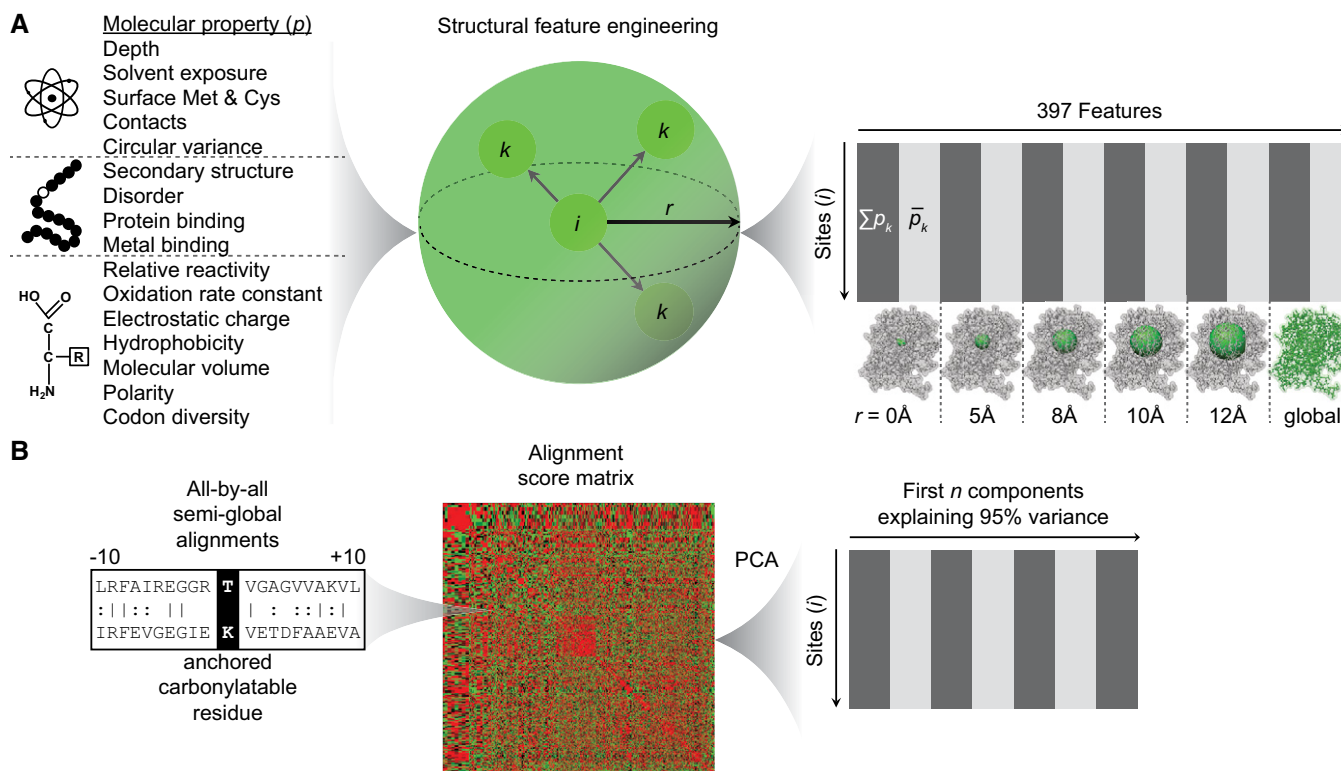 A
Molecular property (p)
Depth
Solvent exposure
Surface Met & Cys
Contacts
Circular variance
Secondary structure
Disorder
Protein binding
Metal binding
Relative reactivity
Oxidation rate constant
Electrostatic charge
Hydrophobicity
Molecular volume
Polarity
Codon diversity
HO
O
C
C
R
H₂N
Structural feature engineering
k
k
i
r
k
397 Features
Sites (i)
∑pₖ p̅ₖ
r = 0Å
5Å
8Å
10Å
12Å
global
B
All-by-all
semi-global
alignments
-10
+10
LRFAIREGGR T VGAGVVAKVL
:||:: || | : ::|:|
IRFEVGEGIE K VETDFAAEVA
anchored
carbonylatable
residue
Alignment
score matrix
PCA
First n components
explaining 95% variance
Sites (i)